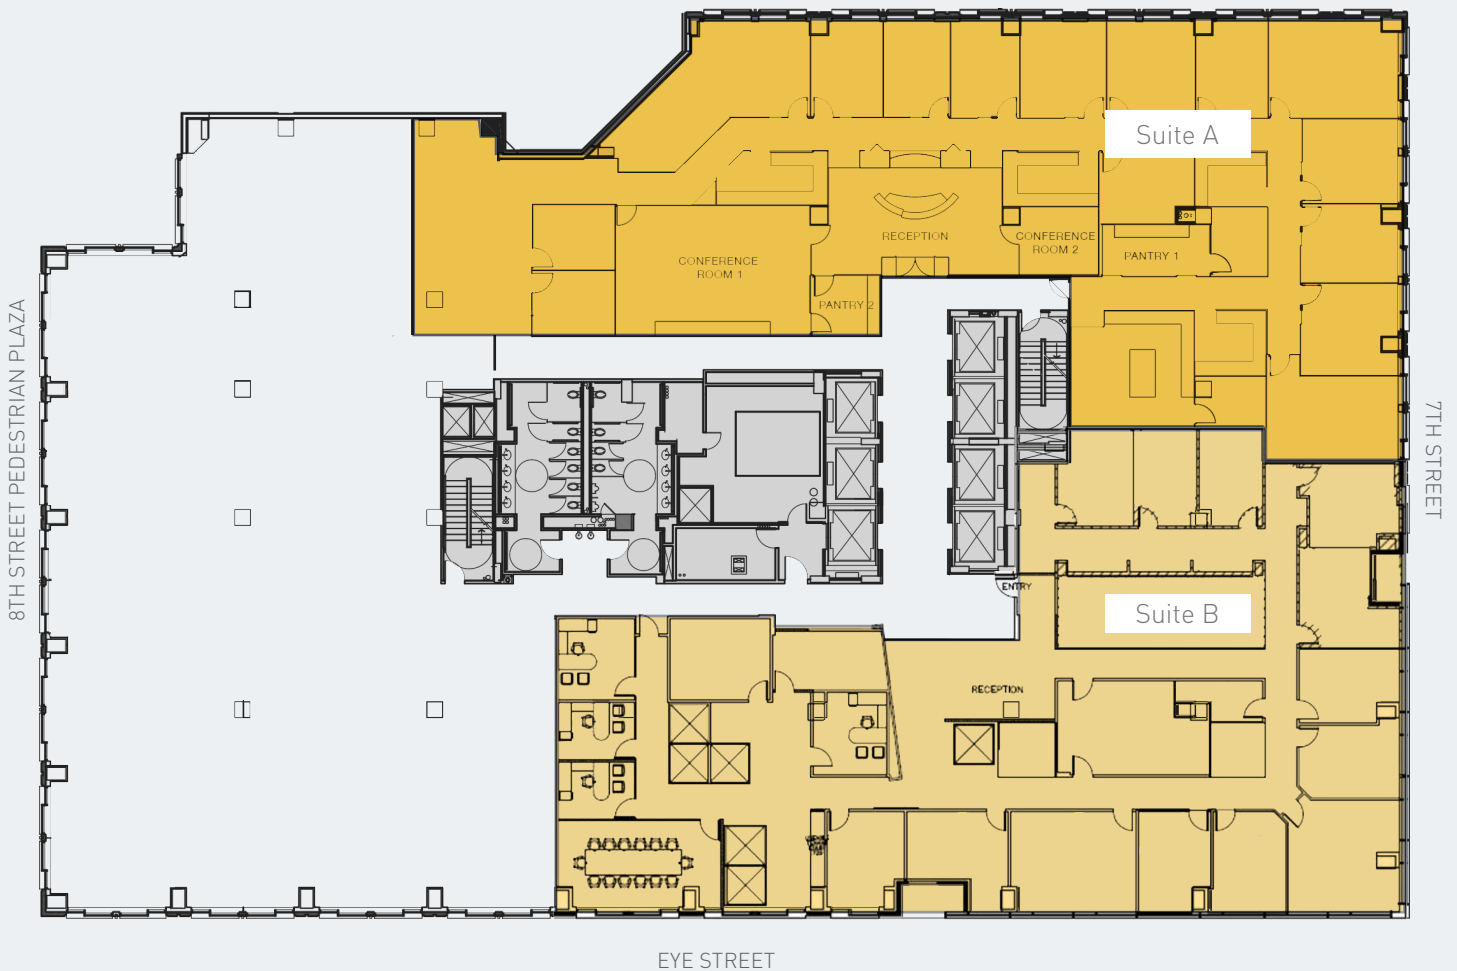 Suite A
RECEPTION
CONFERENCE
ROOM 2
CONFERENCE
ROOM 1
PANTRY 1
PANTRY 2
8TH STREET PEDESTRIAN PLAZA
7TH STREET
ENTRY
Suite B
RECEPTION
EYE STREET